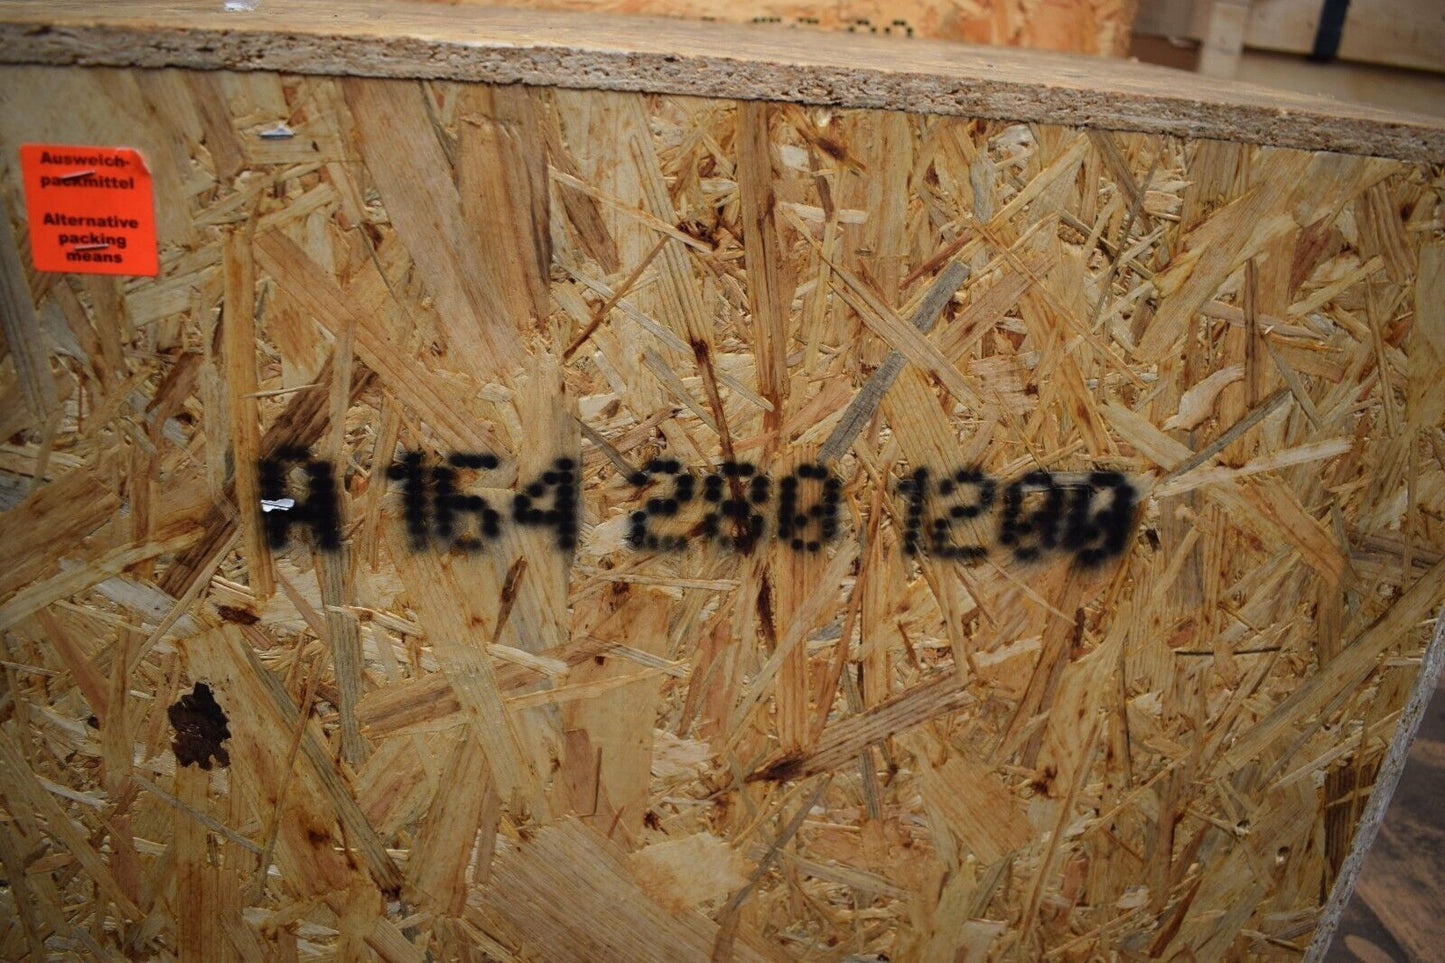 Ausweich-
packmittel
Alternative
packing
means
A 164 280 1200